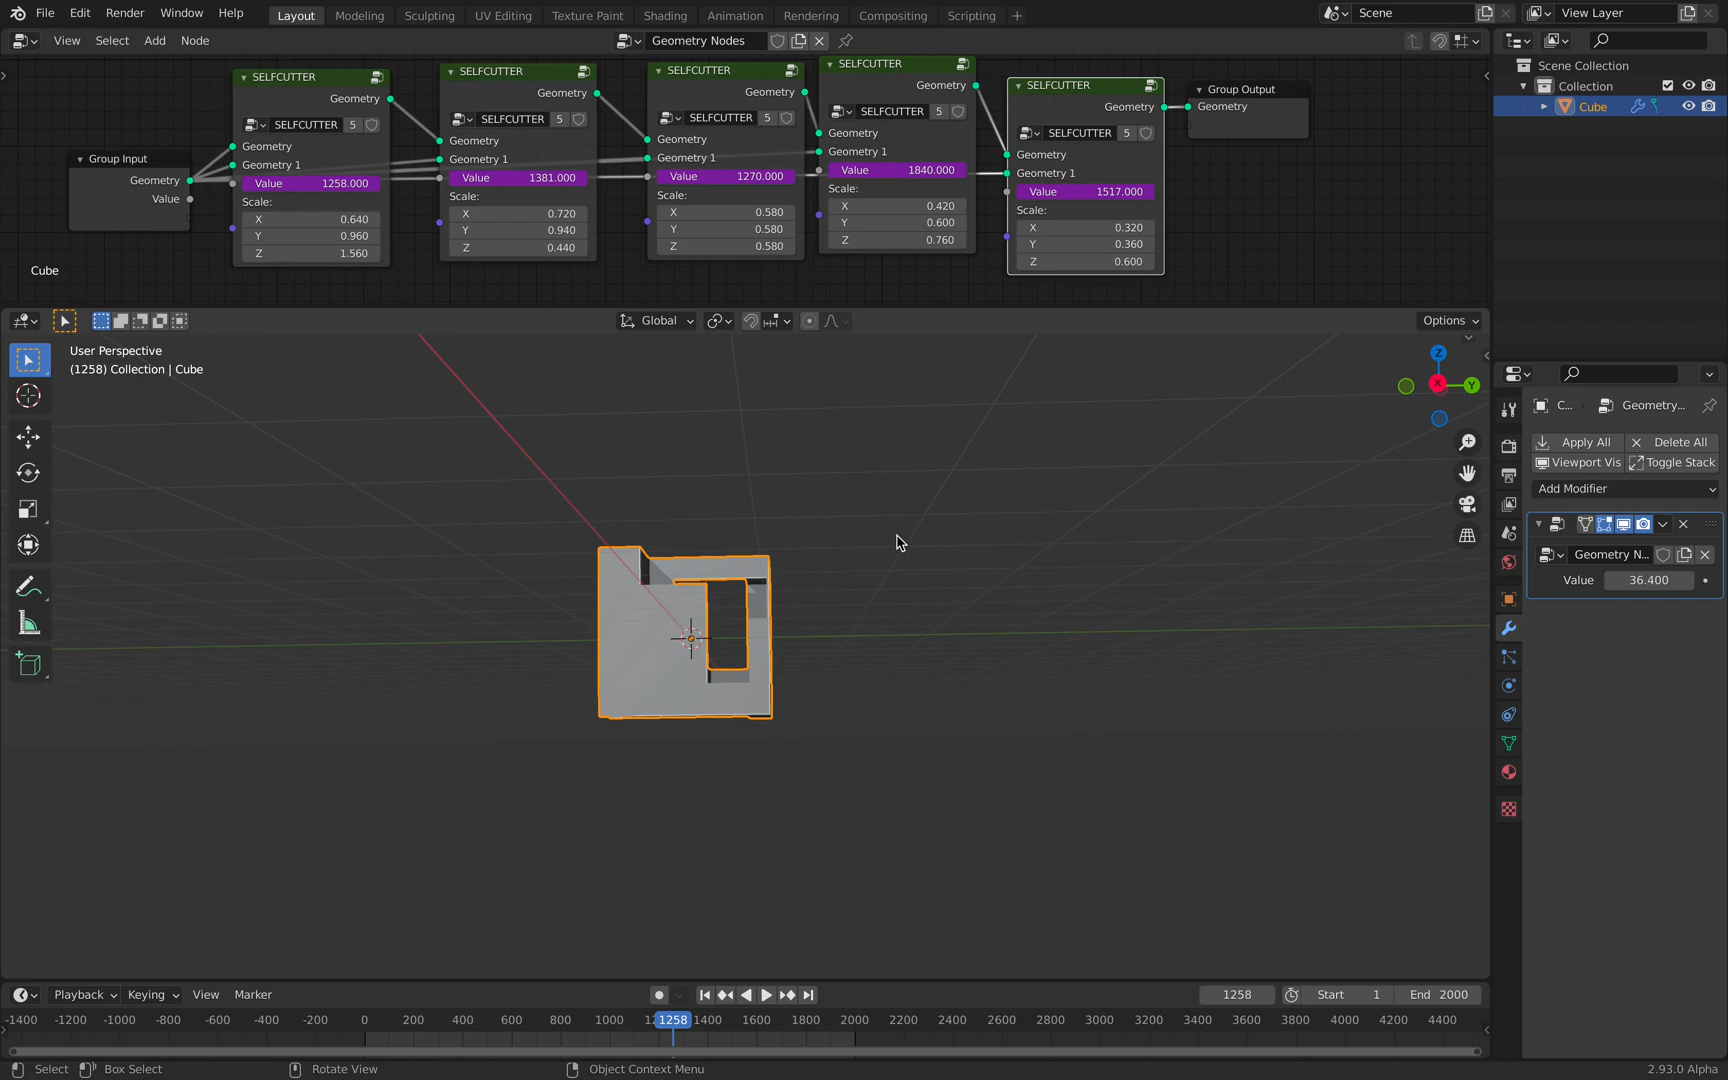 File Edit Render Window Help Layout Modeling Sculpting UV Editing Texture Paint Shading Animation Rendering Compositing Scripting + Scene View Layer
View Select Add Node Geometry Nodes
Scene Collection
Collection
Cube
Group Input
Geometry
Value
SELFCUTTER
Geometry
SELFCUTTER 5
Geometry
Geometry 1
Value 1258.000
Scale:
X 0.640
Y 0.960
Z 1.560
SELFCUTTER
Geometry
SELFCUTTER 5
Geometry
Geometry 1
Value 1381.000
Scale:
X 0.720
Y 0.940
Z 0.440
SELFCUTTER
Geometry
SELFCUTTER 5
Geometry
Geometry 1
Value 1270.000
Scale:
X 0.580
Y 0.580
Z 0.580
SELFCUTTER
Geometry
SELFCUTTER 5
Geometry
Geometry 1
Value 1840.000
Scale:
X 0.420
Y 0.600
Z 0.760
SELFCUTTER
Geometry
SELFCUTTER 5
Geometry
Geometry 1
Value 1517.000
Scale:
X 0.320
Y 0.360
Z 0.600
Group Output
Geometry
Cube
Global Options
User Perspective
(1258) Collection | Cube
Z
X
Y
C... Geometry...
Apply All Delete All
Viewport Vis Toggle Stack
Add Modifier
Geometry N...
Value 36.400
Playback Keying View Marker 1258 Start 1 End 2000
-1400 -1200 -1000 -800 -600 -400 -200 0 200 400 600 800 1000 12 1258 1400 1600 1800 2000 2200 2400 2600 2800 3000 3200 3400 3600 3800 4000 4200 4400
Select Box Select Rotate View Object Context Menu 2.93.0 Alpha